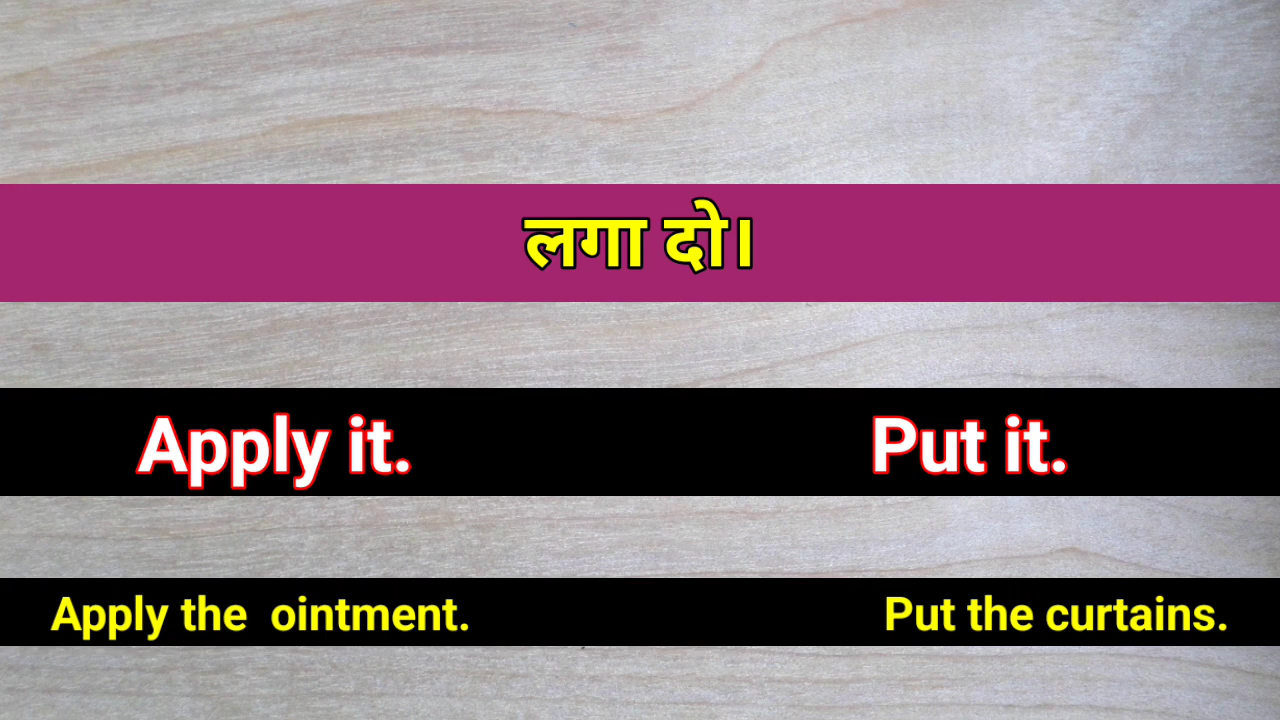 लगा दो।
Apply it. Put it.
Apply the  ointment. Put the curtains.